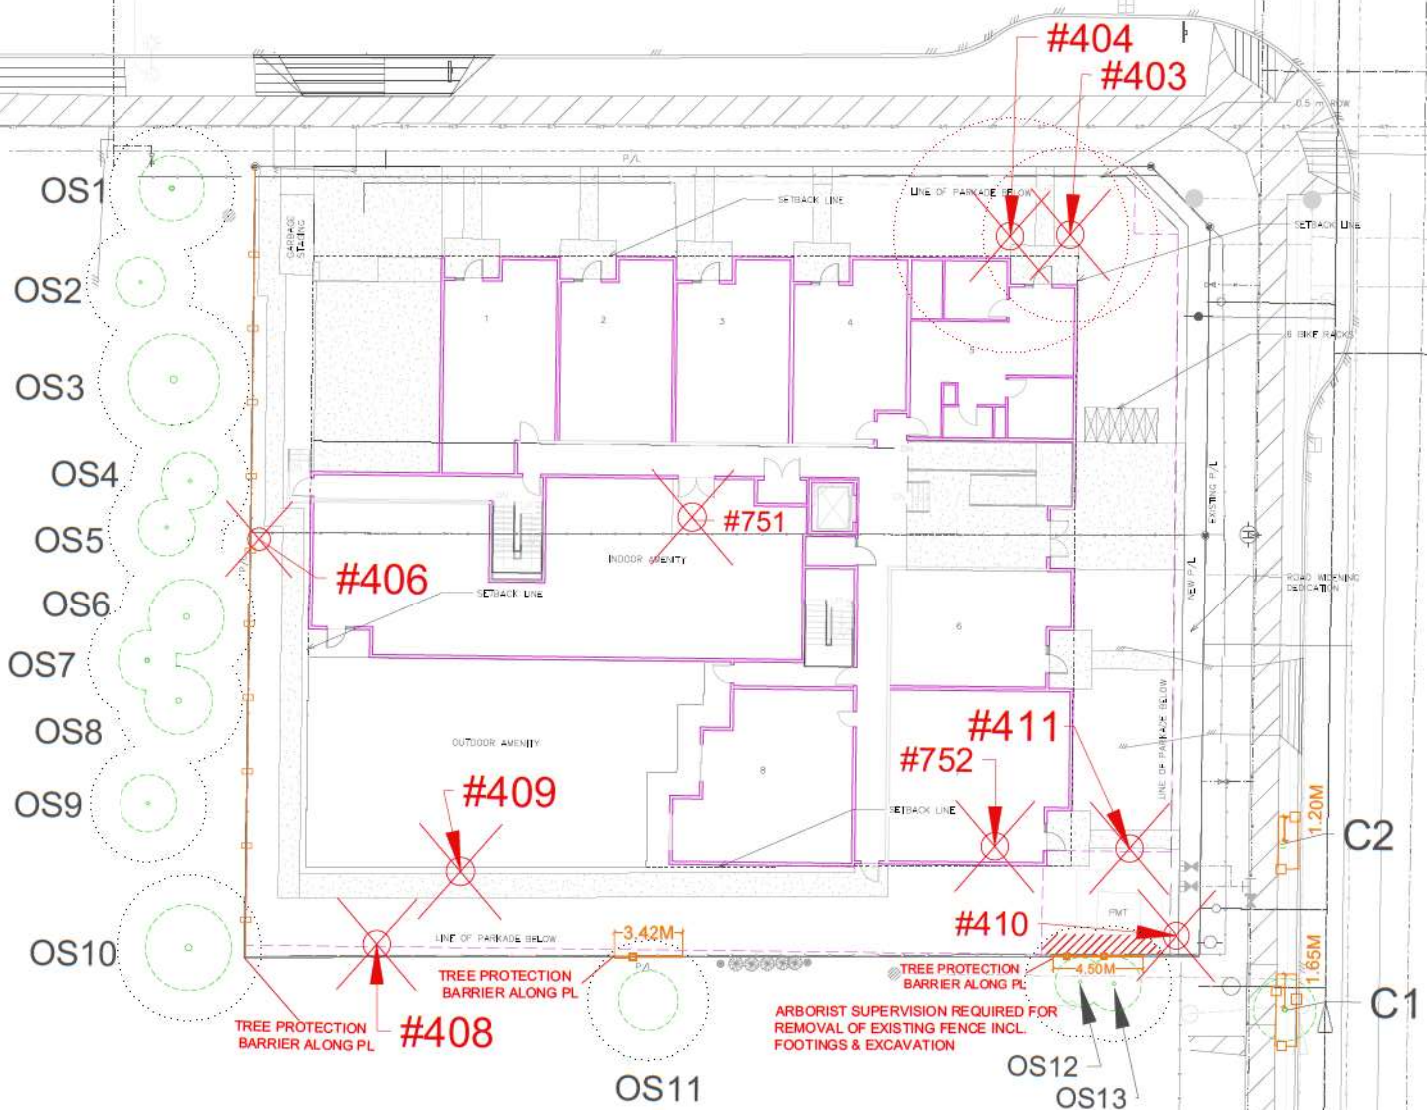 #404
#403
0.5 m ROW
P/L
OS1
LINE OF PARKADE BELOW
SETBACK LINE
GARBAGE
STAGING
SETBACK LINE
OS2
1
2
3
4
5
6 BIKE RACKS
OS3
OS4
EXISTING P/L
#751
OS5
INDOOR AMENITY
P/L
#406
NEW P/L
ROAD WIDENING
DEDICATION
SETBACK LINE
OS6
6
OS7
LINE OF PARKADE BELOW
OS8
OUTDOOR AMENITY
#411
#752
8
#409
OS9
SETBACK LINE
1.20M
C2
PMT
#410
3.42M
LINE OF PARKADE BELOW
OS10
P/L
TREE PROTECTION
BARRIER ALONG PL
TREE PROTECTION
BARRIER ALONG PL
4.50M
1.65M
C1
TREE PROTECTION
BARRIER ALONG PL
#408
ARBORIST SUPERVISION REQUIRED FOR
REMOVAL OF EXISTING FENCE INCL.
FOOTINGS & EXCAVATION
OS12
OS11
OS13